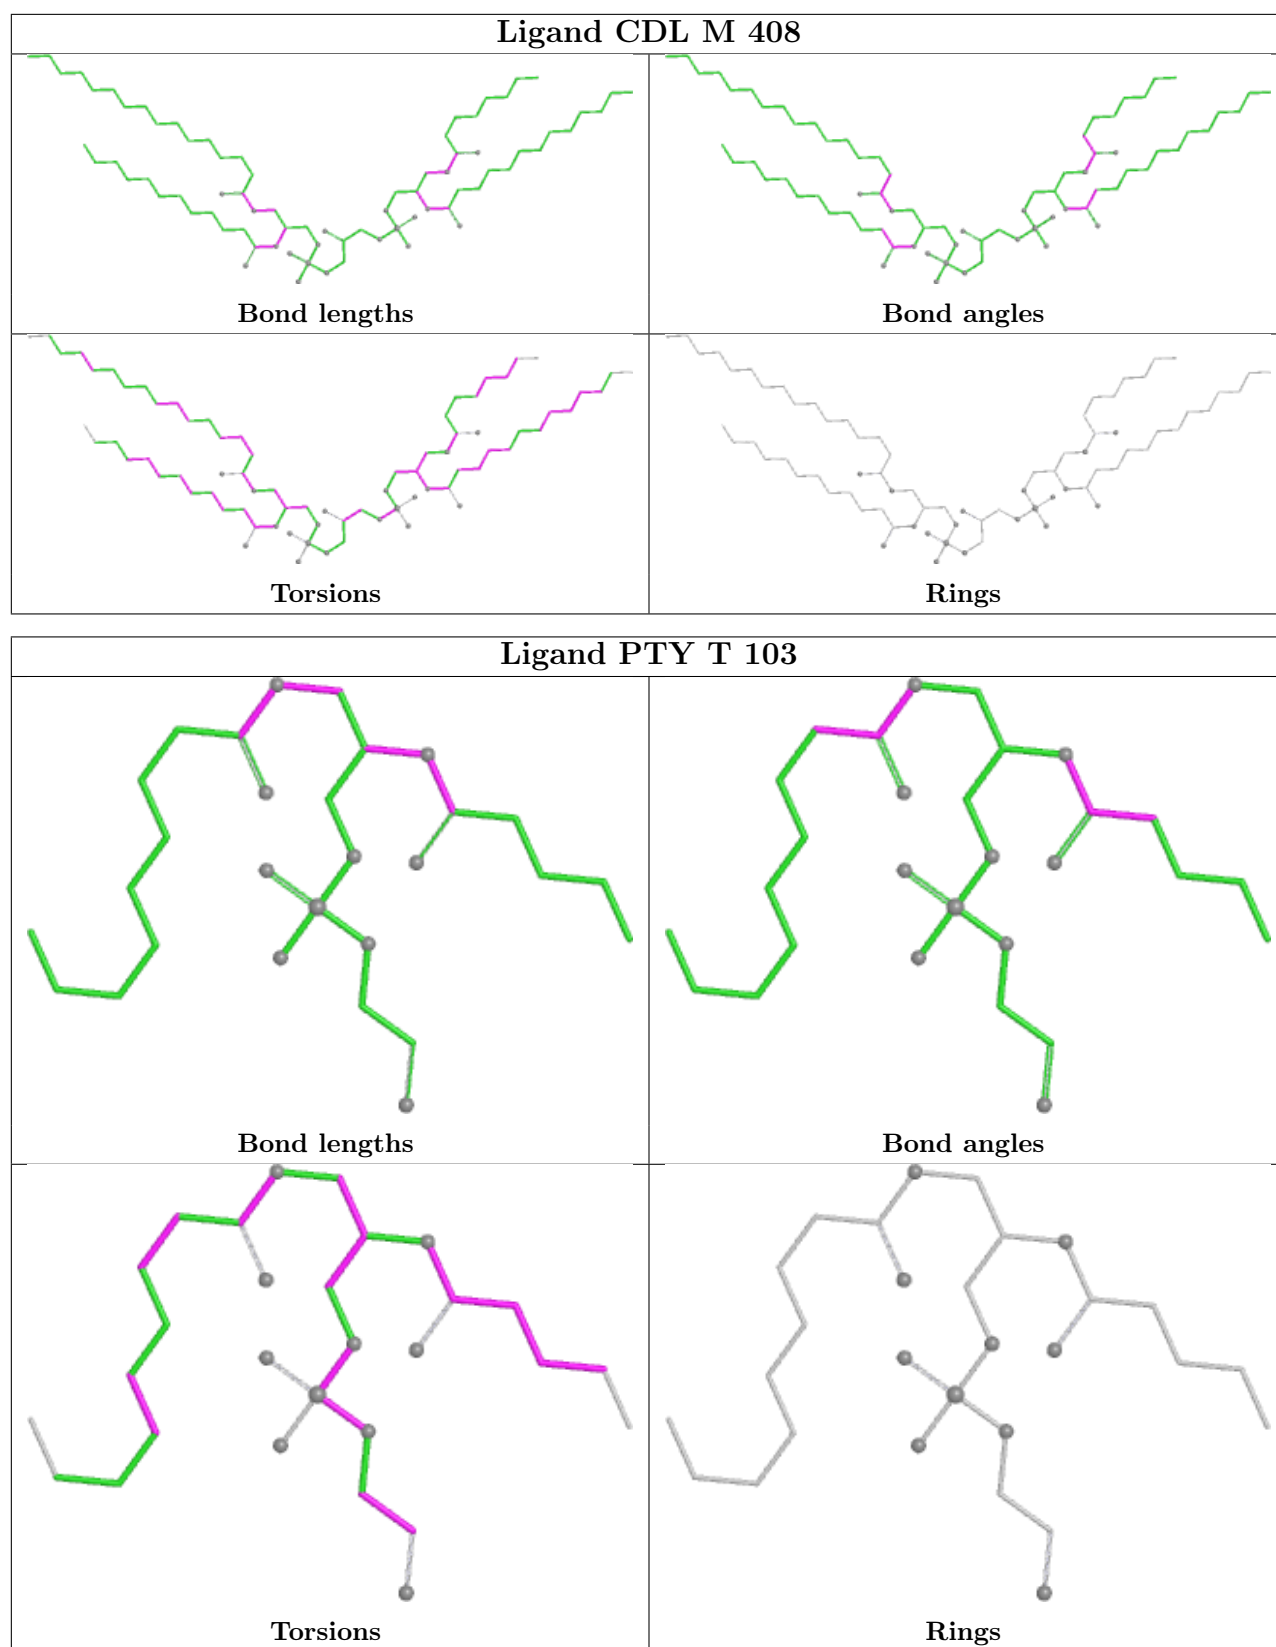 Ligand CDL M 408
Bond lengths
Bond angles
Torsions
Rings
Ligand PTY T 103
Bond lengths
Bond angles
Torsions
Rings